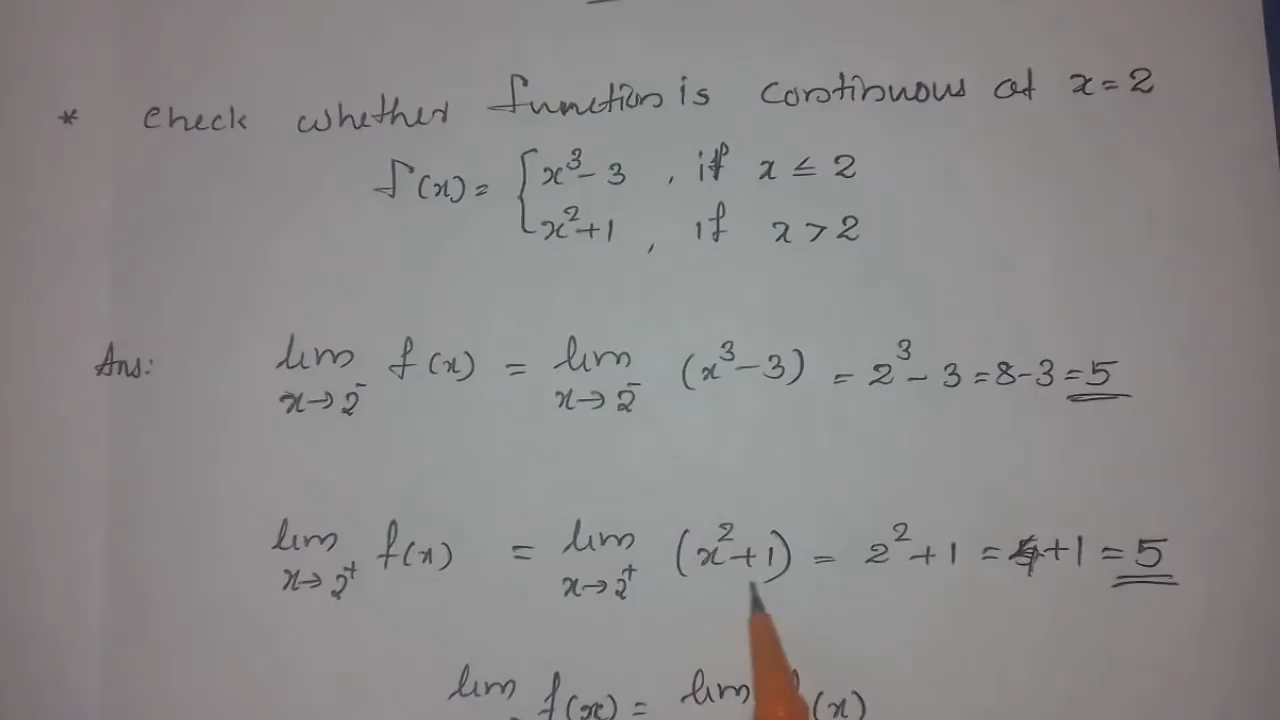 * check whether function is continuous at x = 2
f(x) = { x³ - 3 , if x ≤ 2
x² + 1 , if x > 2
Ans: lim x→2⁻ f(x) = lim x→2⁻ (x³ - 3) = 2³ - 3 = 8 - 3 = 5
lim x→2⁺ f(x) = lim x→2⁺ (x² + 1) = 2² + 1 = 4 + 1 = 5
lim f(x) = lim (x)